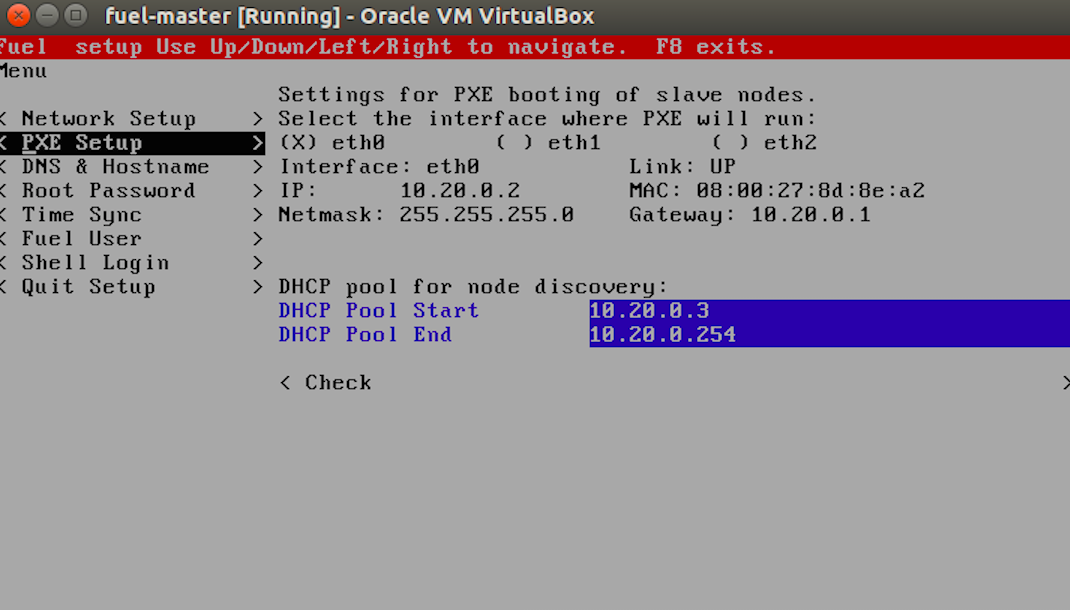 fuel-master [Running] - Oracle VM VirtualBox
Fuel setup Use Up/Down/Left/Right to navigate. F8 exits.
Menu
Settings for PXE booting of slave nodes.
< Network Setup > Select the interface where PXE will run:
< PXE Setup > (X) eth0 ( ) eth1 ( ) eth2
< DNS & Hostname > Interface: eth0 Link: UP
< Root Password > IP: 10.20.0.2 MAC: 08:00:27:8d:8e:a2
< Time Sync > Netmask: 255.255.255.0 Gateway: 10.20.0.1
< Fuel User >
< Shell Login >
< Quit Setup > DHCP pool for node discovery:
DHCP Pool Start 10.20.0.3
DHCP Pool End 10.20.0.254
< Check >